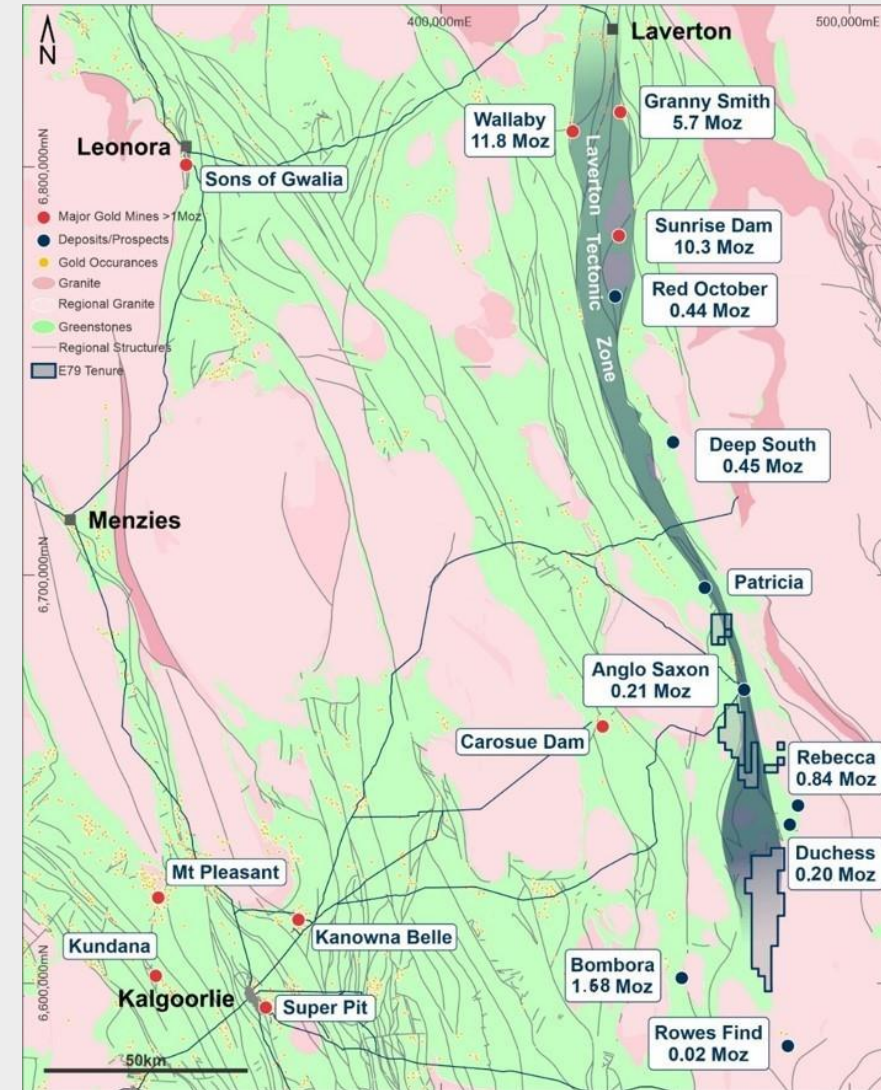 400,000mE
500,000mE
N
Laverton
Granny Smith
5.7 Moz
Wallaby
11.8 Moz
Leonora
6,800,000mN
Sons of Gwalia
Laverton Tectonic Zone
Major Gold Mines >1Moz
Deposits/Prospects
Gold Occurances
Granite
Regional Granite
Greenstones
Regional Structures
E79 Tenure
Sunrise Dam
10.3 Moz
Red October
0.44 Moz
Deep South
0.45 Moz
Menzies
6,700,000mN
Patricia
Anglo Saxon
0.21 Moz
Carosue Dam
Rebecca
0.84 Moz
Duchess
0.20 Moz
Mt Pleasant
Kanowna Belle
Kundana
Bombora
1.68 Moz
6,600,000mN
Kalgoorlie
Super Pit
Rowes Find
0.02 Moz
50km